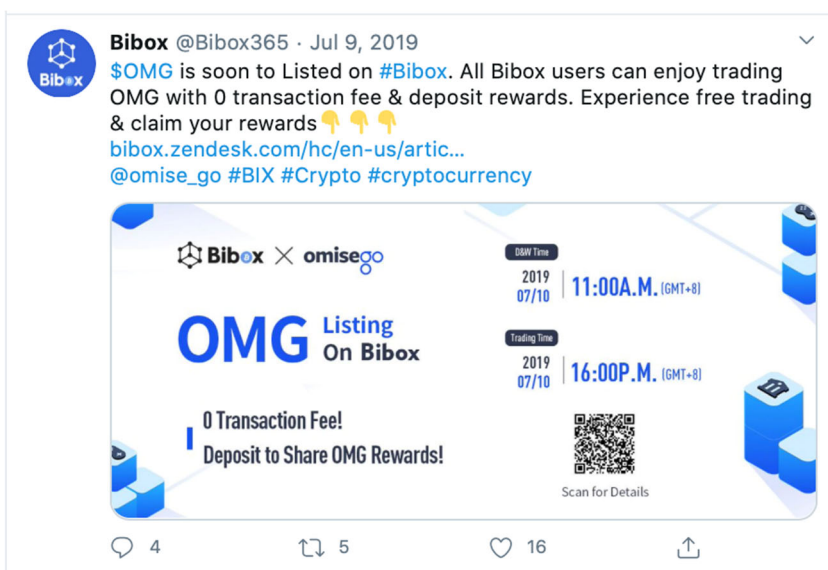 Bibox @Bibox365 · Jul 9, 2019
$OMG is soon to Listed on #Bibox. All Bibox users can enjoy trading
OMG with 0 transaction fee & deposit rewards. Experience free trading
& claim your rewards👇👇👇
bibox.zendesk.com/hc/en-us/artic...
@omise_go #BIX #Crypto #cryptocurrency
Bibox
Bibox X omisego
OMG Listing
On Bibox
0 Transaction Fee!
Deposit to Share OMG Rewards!
D&W Time
2019
07/10
11:00A.M. (GMT+8)
Trading Time
2019
07/10
16:00P.M. (GMT+8)
Scan for Details
4
5
16